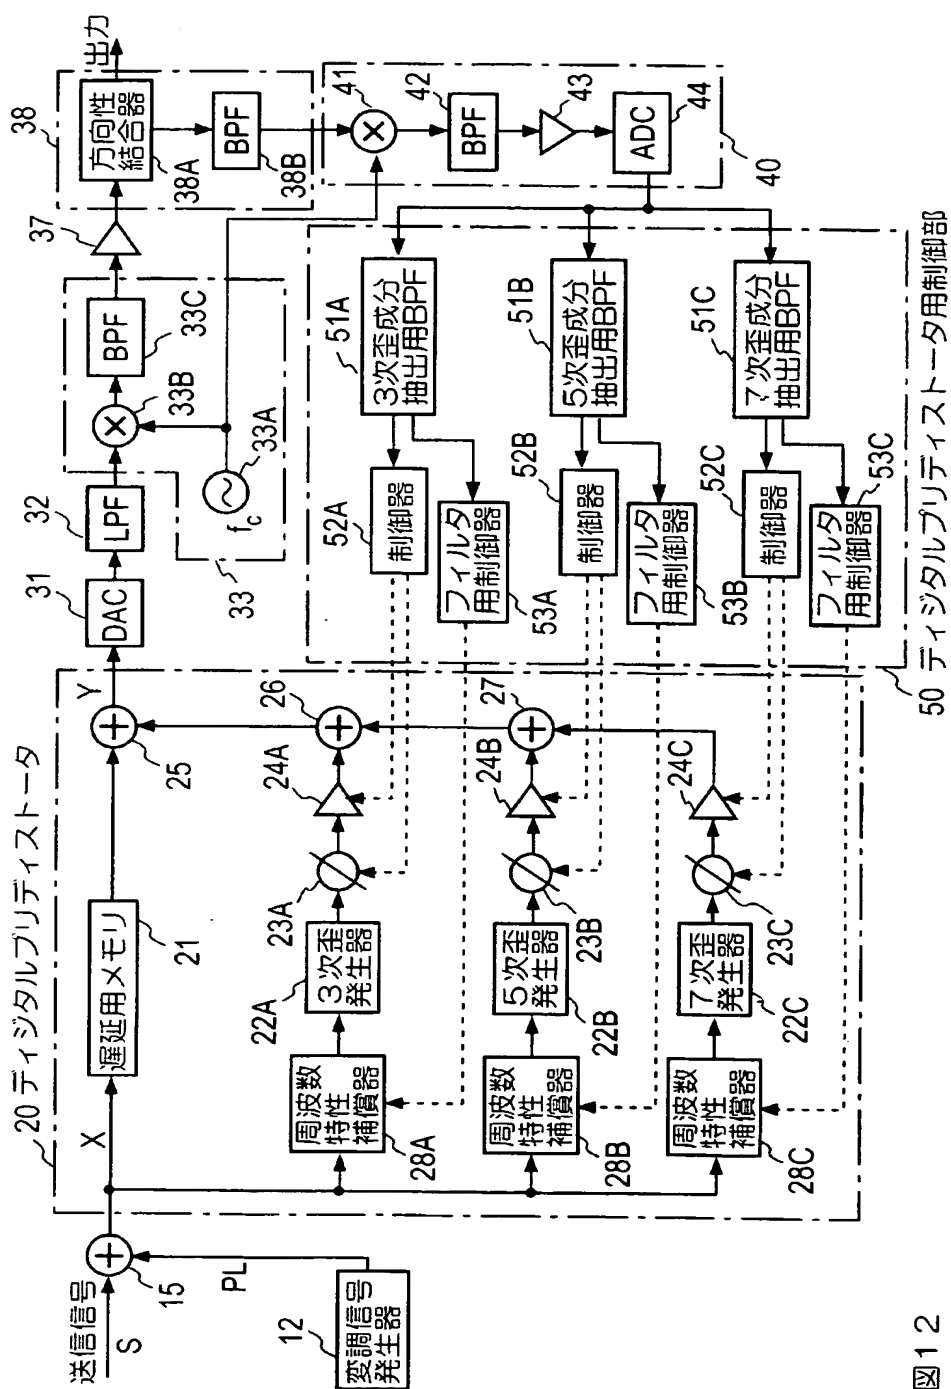 図12
送信信号
S
15
PL
12
変調信号
発生器
20 ディジタルプリディストータ
X
遅延用メモリ
21
25
Y
周波数
特性
補償器
28A
22A
3次歪
発生器
23A
24A
26
周波数
特性
補償器
28B
5次歪
発生器
22B
23B
24B
27
周波数
特性
補償器
28C
7次歪
発生器
22C
23C
24C
31
DAC
32
LPF
33
33B
33A
fc
BPF
33C
37
38
方向性
結合器
38A
出力
BPF
38B
41
42
BPF
43
ADC
44
40
51A
3次歪成分
抽出用BPF
52A
制御器
フィルタ
用制御器
53A
51B
5次歪成分
抽出用BPF
52B
制御器
フィルタ
用制御器
53B
51C
7次歪成分
抽出用BPF
52C
制御器
フィルタ
用制御器
53C
50 ディジタルプリディストータ用制御部